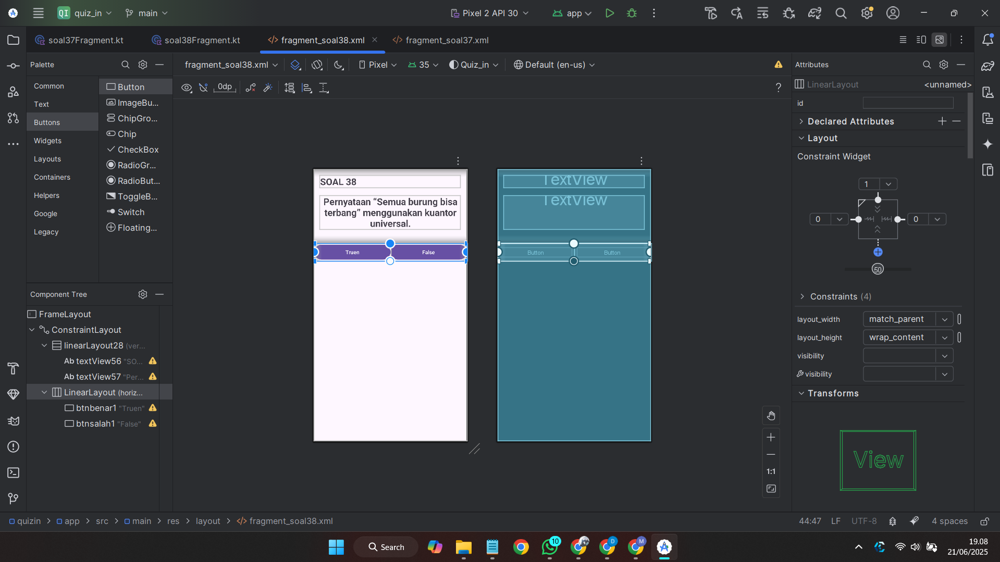 QI quiz_in main Pixel 2 API 30 app
soal37Fragment.kt soal38Fragment.kt fragment_soal38.xml fragment_soal37.xml
Palette
Common
Text
Buttons
Widgets
Layouts
Containers
Helpers
Google
Legacy
Button
ImageBu...
ChipGro...
Chip
CheckBox
RadioGr...
RadioBut...
ToggleB...
Switch
Floating...
fragment_soal38.xml Pixel 35 Quiz_in Default (en-us)
0dp ?
SOAL 38
Pernyataan “Semua burung bisa
terbang” menggunakan kuantor
universal.
Truen False
TextView
TextView
Button Button
1:1
Component Tree
FrameLayout
ConstraintLayout
linearLayout28 (ver...
Ab textView56 "SO...
Ab textView57 "Per...
LinearLayout (horiz...
btnbenar1 "Truen"
btnsalah1 "False"
Attributes
LinearLayout <unnamed>
id
Declared Attributes
Layout
Constraint Widget
1
0 0
50
Constraints (4)
layout_width match_parent
layout_height wrap_content
visibility
visibility
Transforms
View
quizin > app > src > main > res > layout > fragment_soal38.xml
44:47 LF UTF-8 4 spaces
Search
10
D
M
19.08
21/06/2025